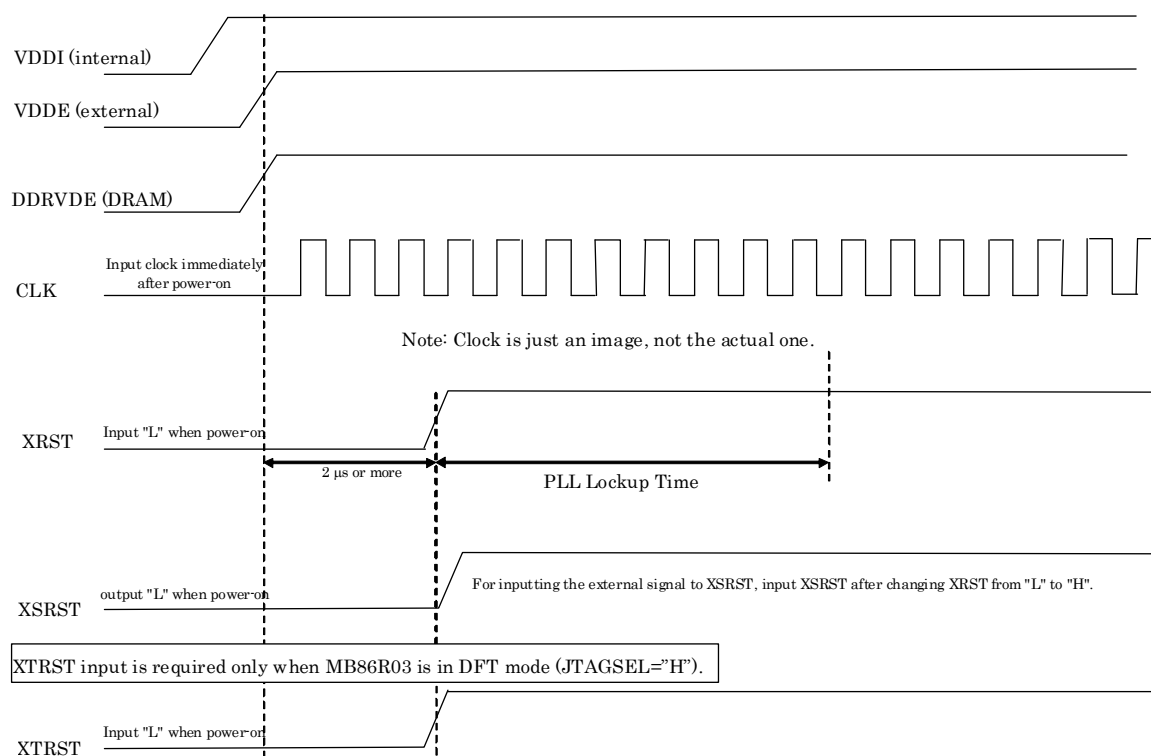 VDDI (internal)
VDDE (external)
DDRVDE (DRAM)
Input clock immediately
after power-on
CLK
Note: Clock is just an image, not the actual one.
Input "L" when power-on
XRST
2 μs or more
PLL Lockup Time
For inputting the external signal to XSRST, input XSRST after changing XRST from "L" to "H".
output "L" when power-on
XSRST
XTRST input is required only when MB86R03 is in DFT mode (JTAGSEL=”H”).
Input "L" when power-on
XTRST